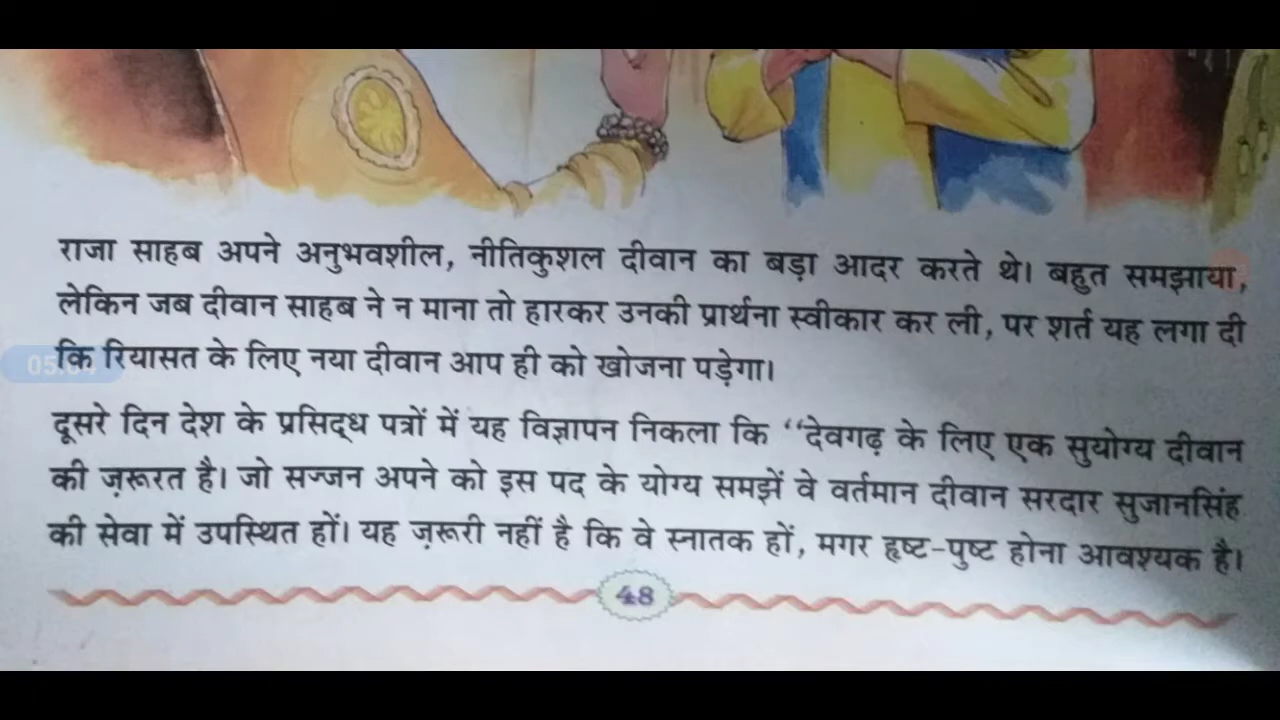 राजा साहब अपने अनुभवशील, नीतिकुशल दीवान का बड़ा आदर करते थे। बहुत समझाया,
लेकिन जब दीवान साहब ने न माना तो हारकर उनकी प्रार्थना स्वीकार कर ली, पर शर्त यह लगा दी
कि रियासत के लिए नया दीवान आप ही को खोजना पड़ेगा।
दूसरे दिन देश के प्रसिद्ध पत्रों में यह विज्ञापन निकला कि “देवगढ़ के लिए एक सुयोग्य दीवान
की ज़रूरत है। जो सज्जन अपने को इस पद के योग्य समझें वे वर्तमान दीवान सरदार सुजानसिंह
की सेवा में उपस्थित हों। यह ज़रूरी नहीं है कि वे स्नातक हों, मगर हृष्ट-पुष्ट होना आवश्यक है।
48